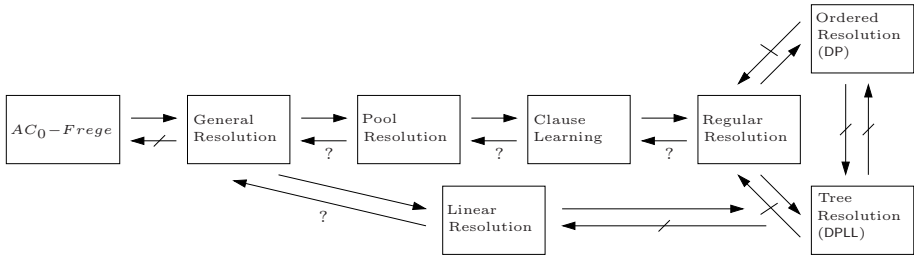 Ordered
Resolution
(DP)
AC₀−Frege
General
Resolution
Pool
Resolution
Clause
Learning
Regular
Resolution
?
?
?
?
Linear
Resolution
Tree
Resolution
(DPLL)